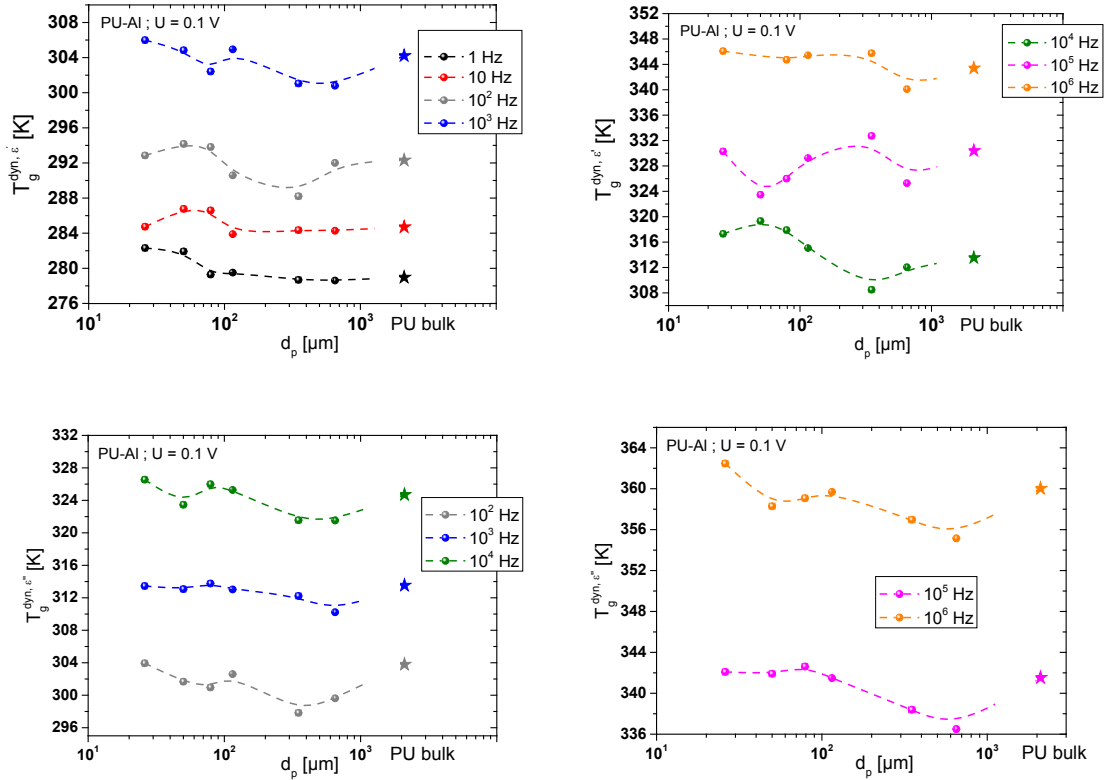 PU-Al ; U = 0.1 V
308
304
300
296
292
288
284
280
276
T_g^{dyn, ε'} [K]
1 Hz
10 Hz
10² Hz
10³ Hz
10¹ 10² 10³ PU bulk
d_p [µm]
PU-Al ; U = 0.1 V
356
352
348
344
340
336
332
328
324
320
316
312
308
T_g^{dyn, ε'} [K]
10⁴ Hz
10⁵ Hz
10⁶ Hz
10¹ 10² 10³ PU bulk
d_p [µm]
PU-Al ; U = 0.1 V
332
328
324
320
316
312
308
304
300
296
T_g^{dyn, ε''} [K]
10² Hz
10³ Hz
10⁴ Hz
10¹ 10² 10³ PU bulk
d_p [µm]
PU-Al ; U = 0.1 V
364
360
356
352
348
344
340
336
T_g^{dyn, ε''} [K]
10⁵ Hz
10⁶ Hz
10¹ 10² 10³ PU bulk
d_p [µm]